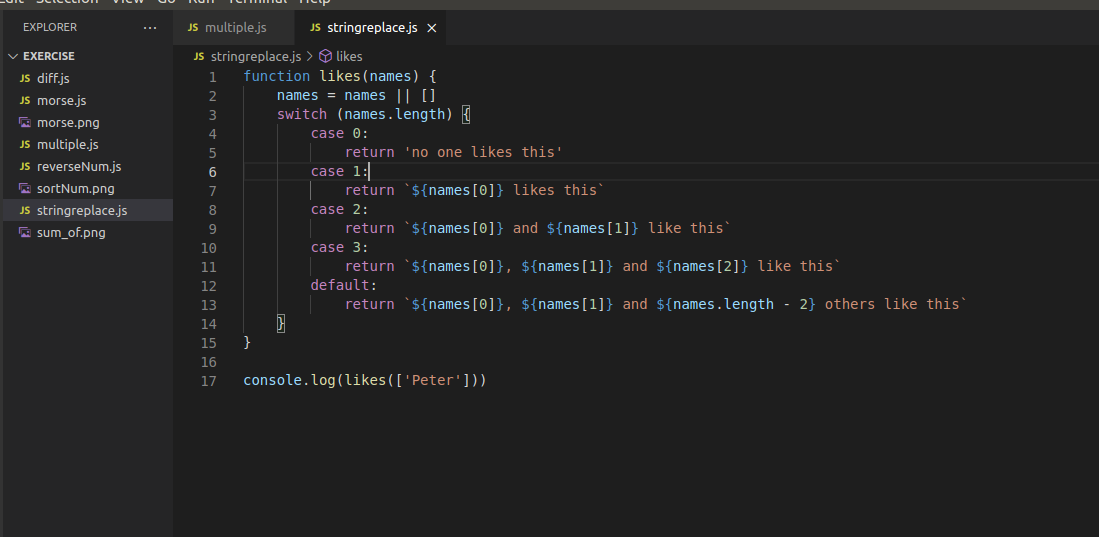 Edit Selection View Go Run Terminal Help
EXPLORER ···
JS multiple.js JS stringreplace.js ×
EXERCISE
JS diff.js
JS morse.js
morse.png
JS multiple.js
JS reverseNum.js
sortNum.png
JS stringreplace.js
sum_of.png
JS stringreplace.js > likes
1 function likes(names) {
2     names = names || []
3     switch (names.length) {
4         case 0:
5             return 'no one likes this'
6         case 1:
7             return `${names[0]} likes this`
8         case 2:
9             return `${names[0]} and ${names[1]} like this`
10         case 3:
11             return `${names[0]}, ${names[1]} and ${names[2]} like this`
12         default:
13             return `${names[0]}, ${names[1]} and ${names.length - 2} others like this`
14     }
15 }
16
17 console.log(likes(['Peter']))